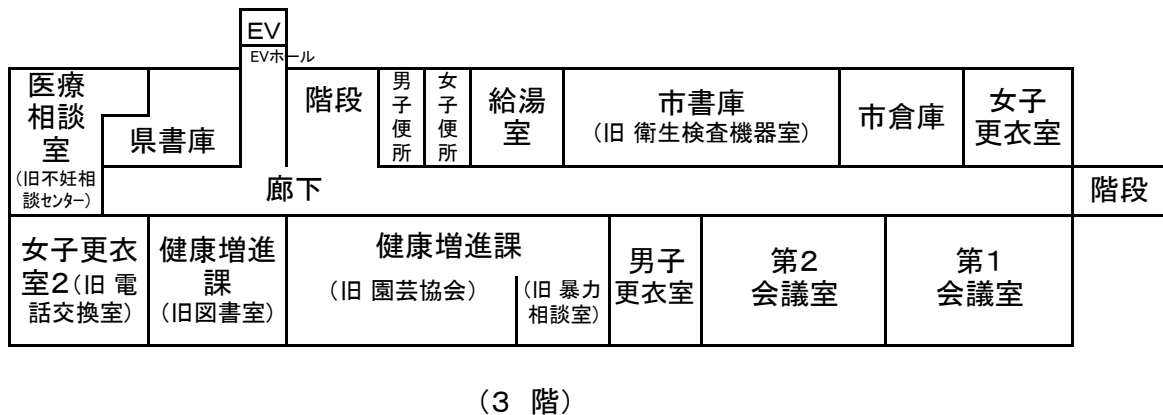 EV
EVホール
医療
相談
室
(旧不妊相
談センター)
県書庫
階段
男子便所
女子便所
給湯
室
市書庫
(旧 衛生検査機器室)
市倉庫
女子
更衣室
廊下
階段
女子更衣
室2(旧 電
話交換室)
健康増進
課
(旧図書室)
健康増進課
(旧 園芸協会)
(旧 暴力
相談室)
男子
更衣室
第2
会議室
第1
会議室
(3 階)